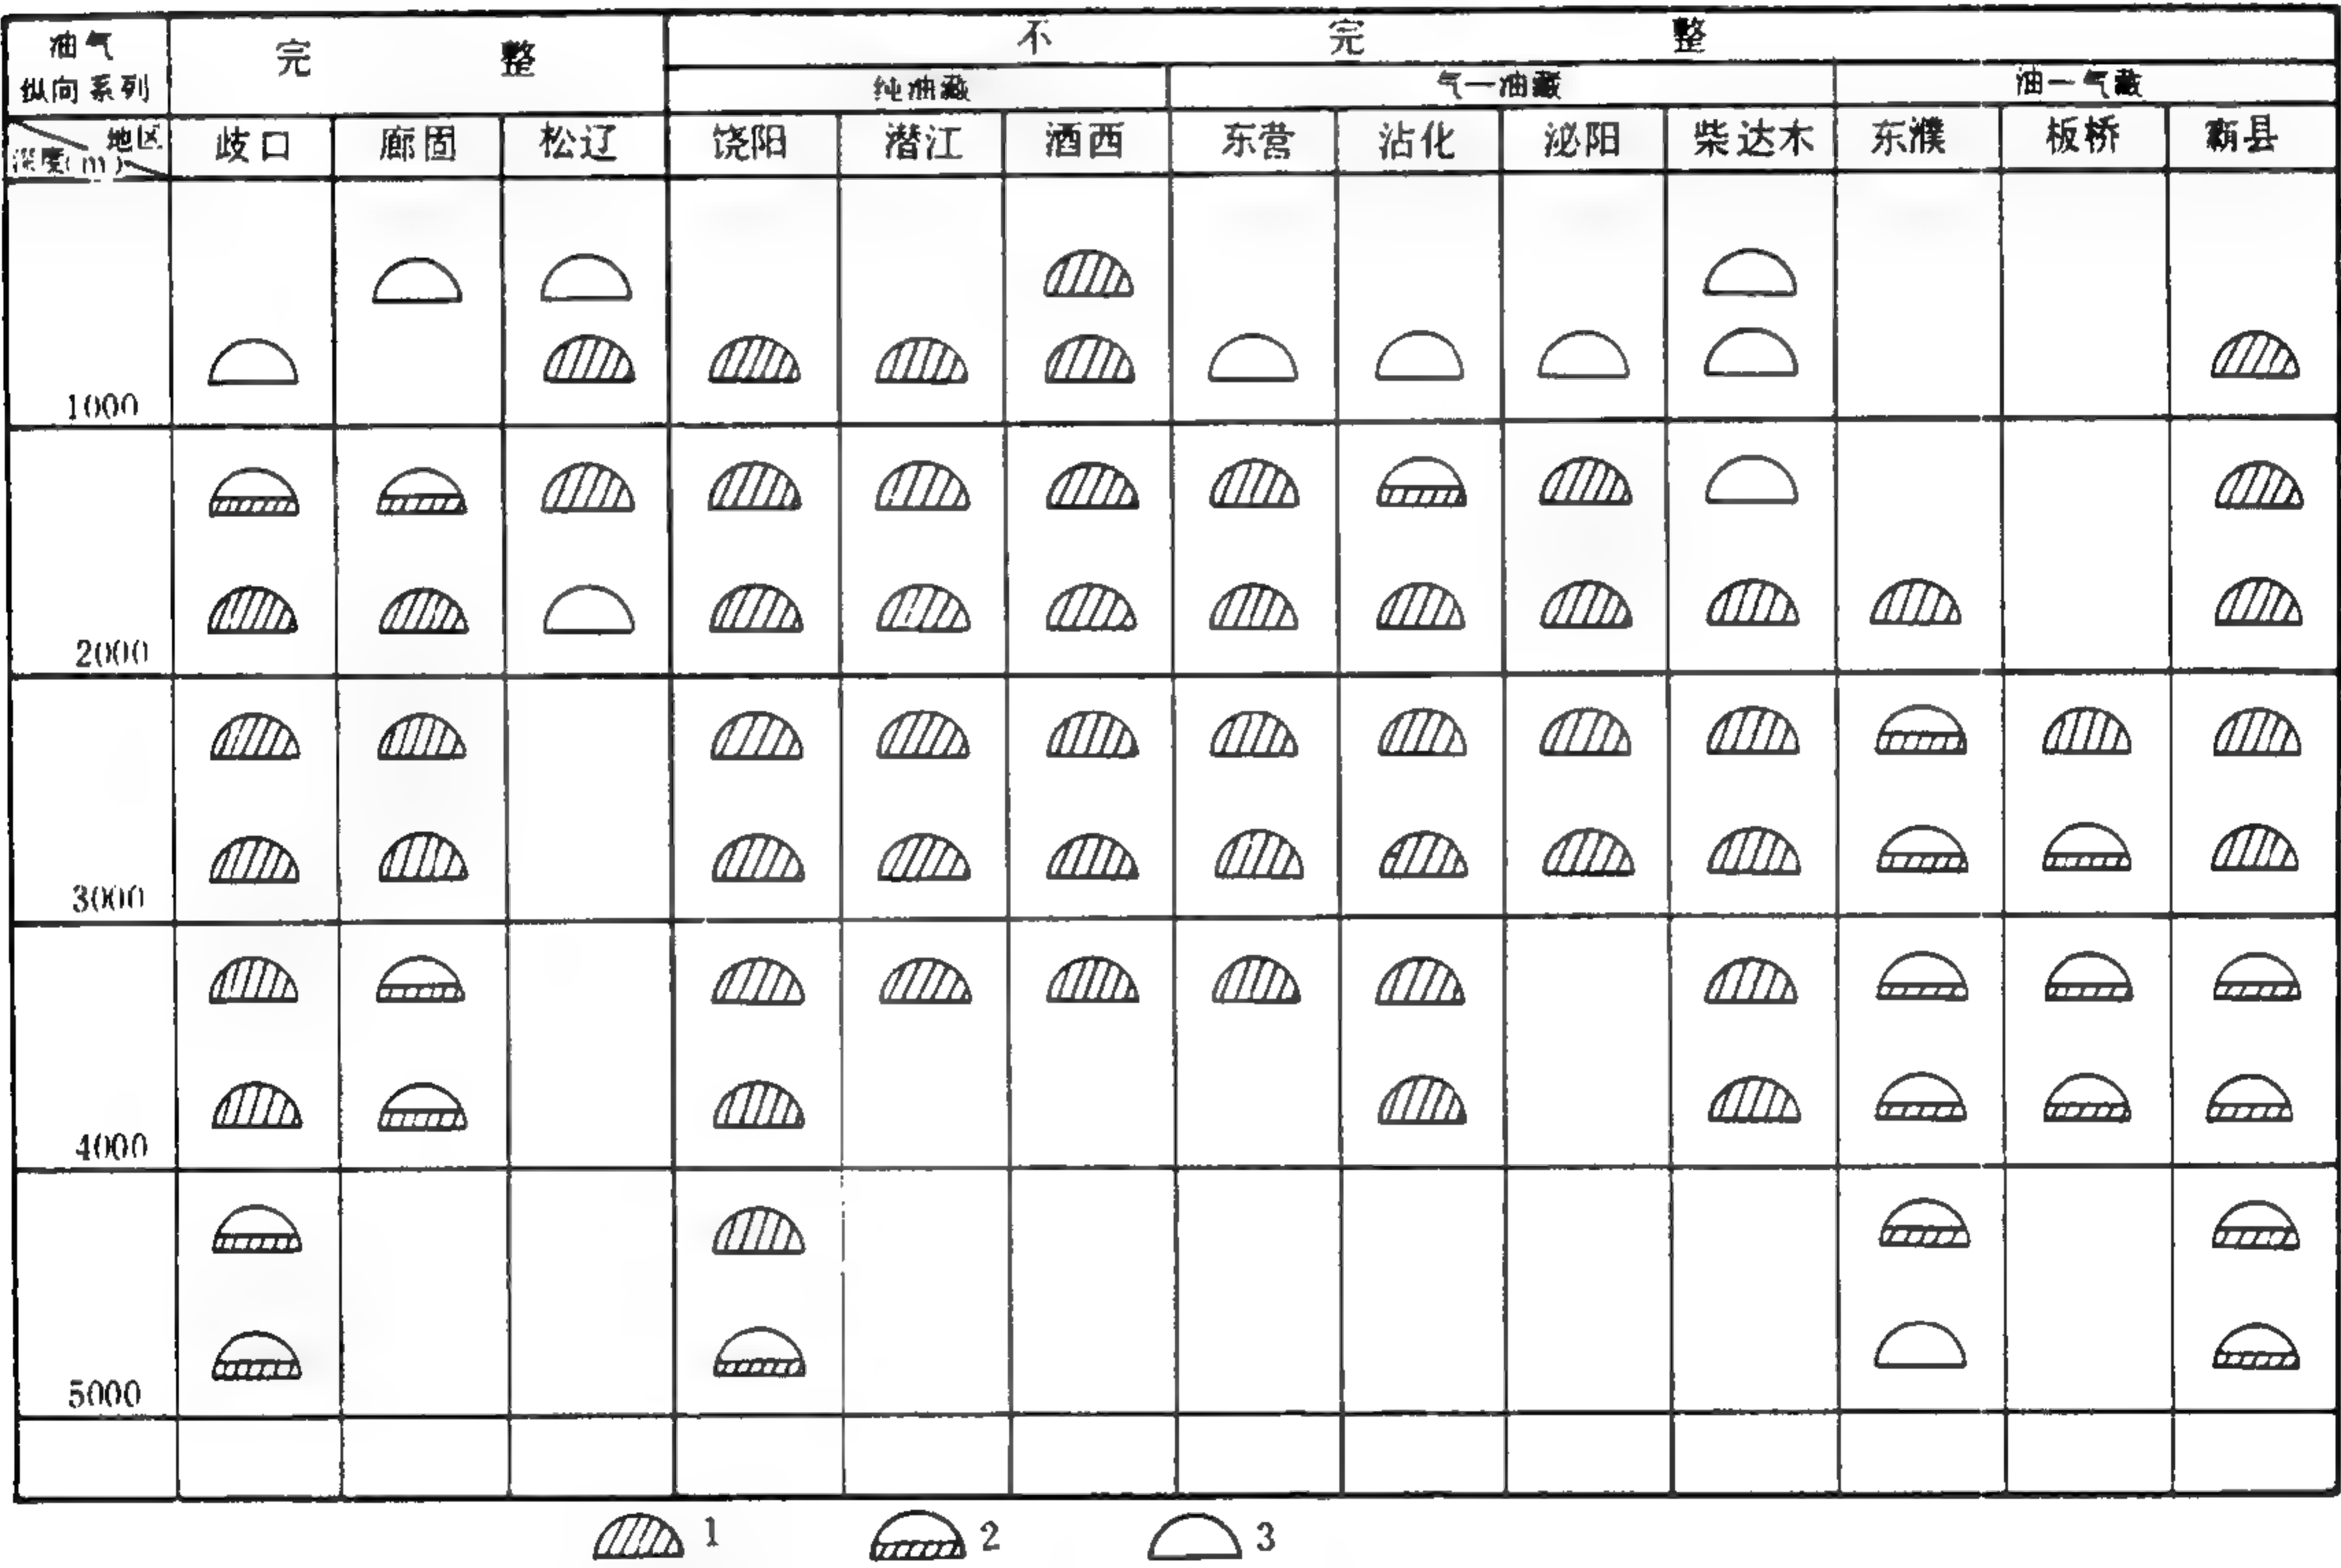 油气
纵向系列
完 整
不 完 整
纯油藏
气一油藏
油一气藏
地区
深度(m)
歧口
廊固
松辽
饶阳
潜江
酒西
东营
沾化
泌阳
柴达木
东濮
板桥
霸县
1000
2000
3000
4000
5000
1
2
3